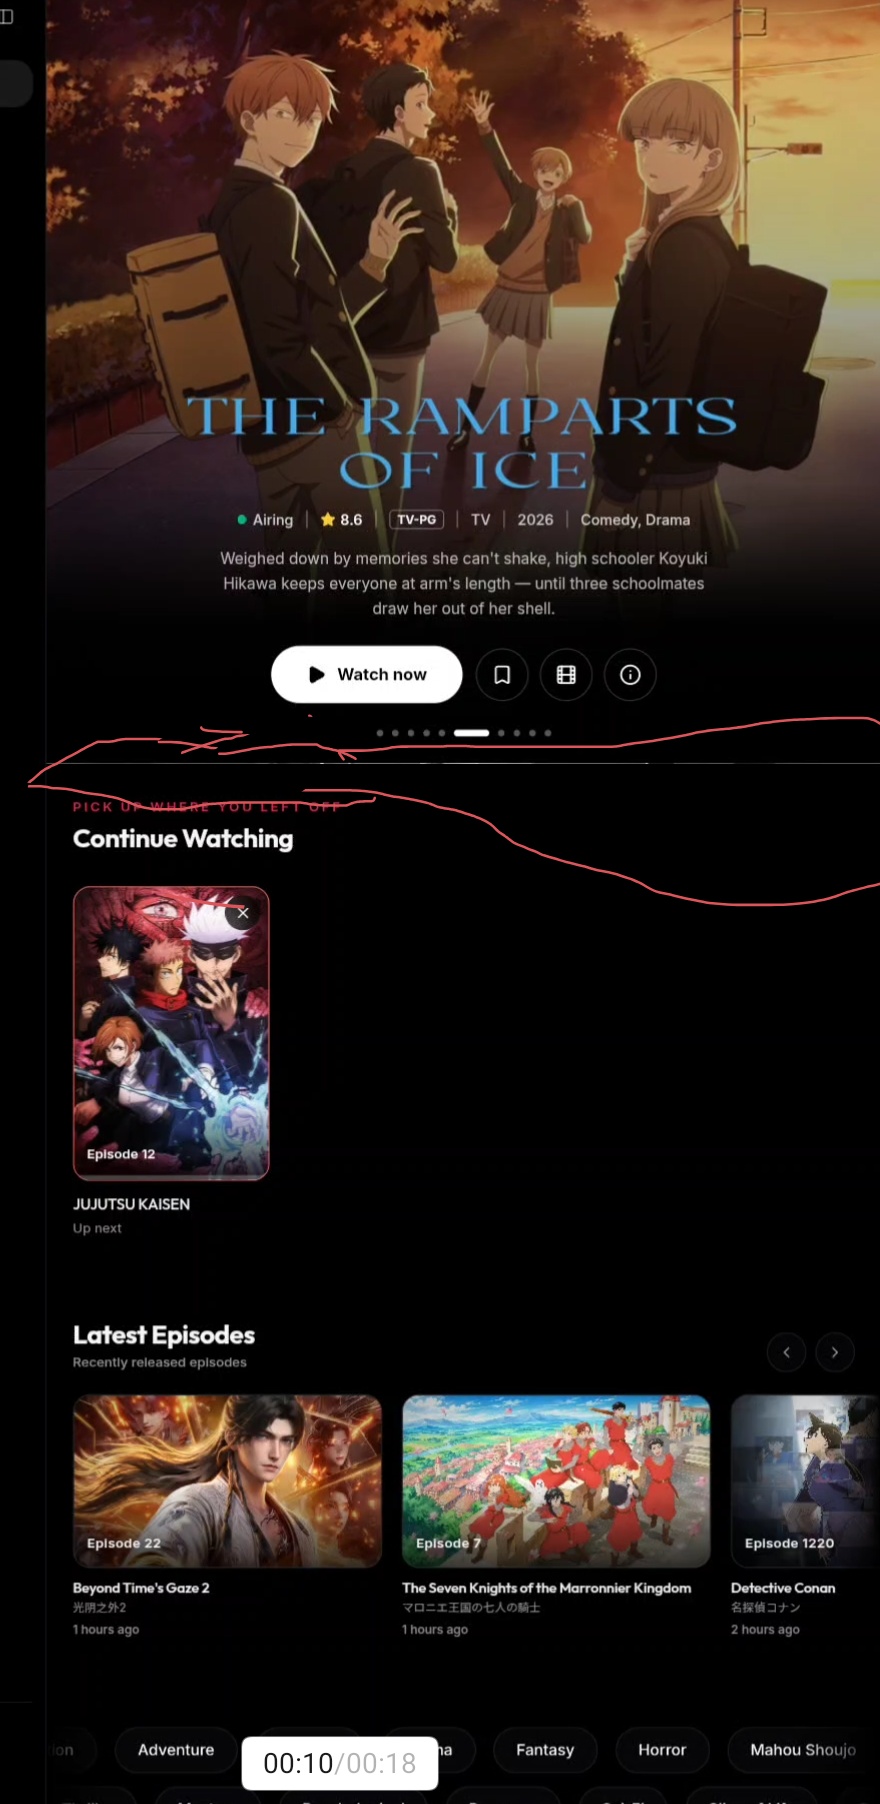 THE RAMPARTS
OF ICE
Airing | 8.6 | TV-PG | TV | 2026 | Comedy, Drama
Weighed down by memories she can't shake, high schooler Koyuki
Hikawa keeps everyone at arm's length — until three schoolmates
draw her out of her shell.
Watch now
PICK UP WHERE YOU LEFT OFF
Continue Watching
Episode 12
JUJUTSU KAISEN
Up next
Latest Episodes
Recently released episodes
Episode 22
Episode 7
Episode 1220
Beyond Time's Gaze 2
The Seven Knights of the Marronnier Kingdom
Detective Conan
光阴之外2
マロニエ王国の七人の騎士
名探偵コナン
1 hours ago
1 hours ago
2 hours ago
ion
Adventure
na
Fantasy
Horror
Mahou Shoujo
00:10/00:18